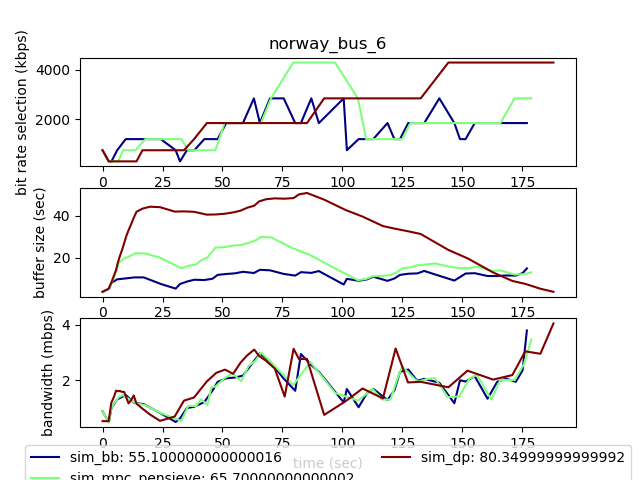 norway_bus_6
bit rate selection (kbps)
4000
2000
0 25 50 75 100 125 150 175
buffer size (sec)
40
20
0 25 50 75 100 125 150 175
bandwidth (mbps)
4
2
0 25 50 75 100 125 150 175
time (sec)
sim_bb: 55.100000000000016
sim_mpc_pensieve: 65.70000000000002
sim_dp: 80.34999999999992